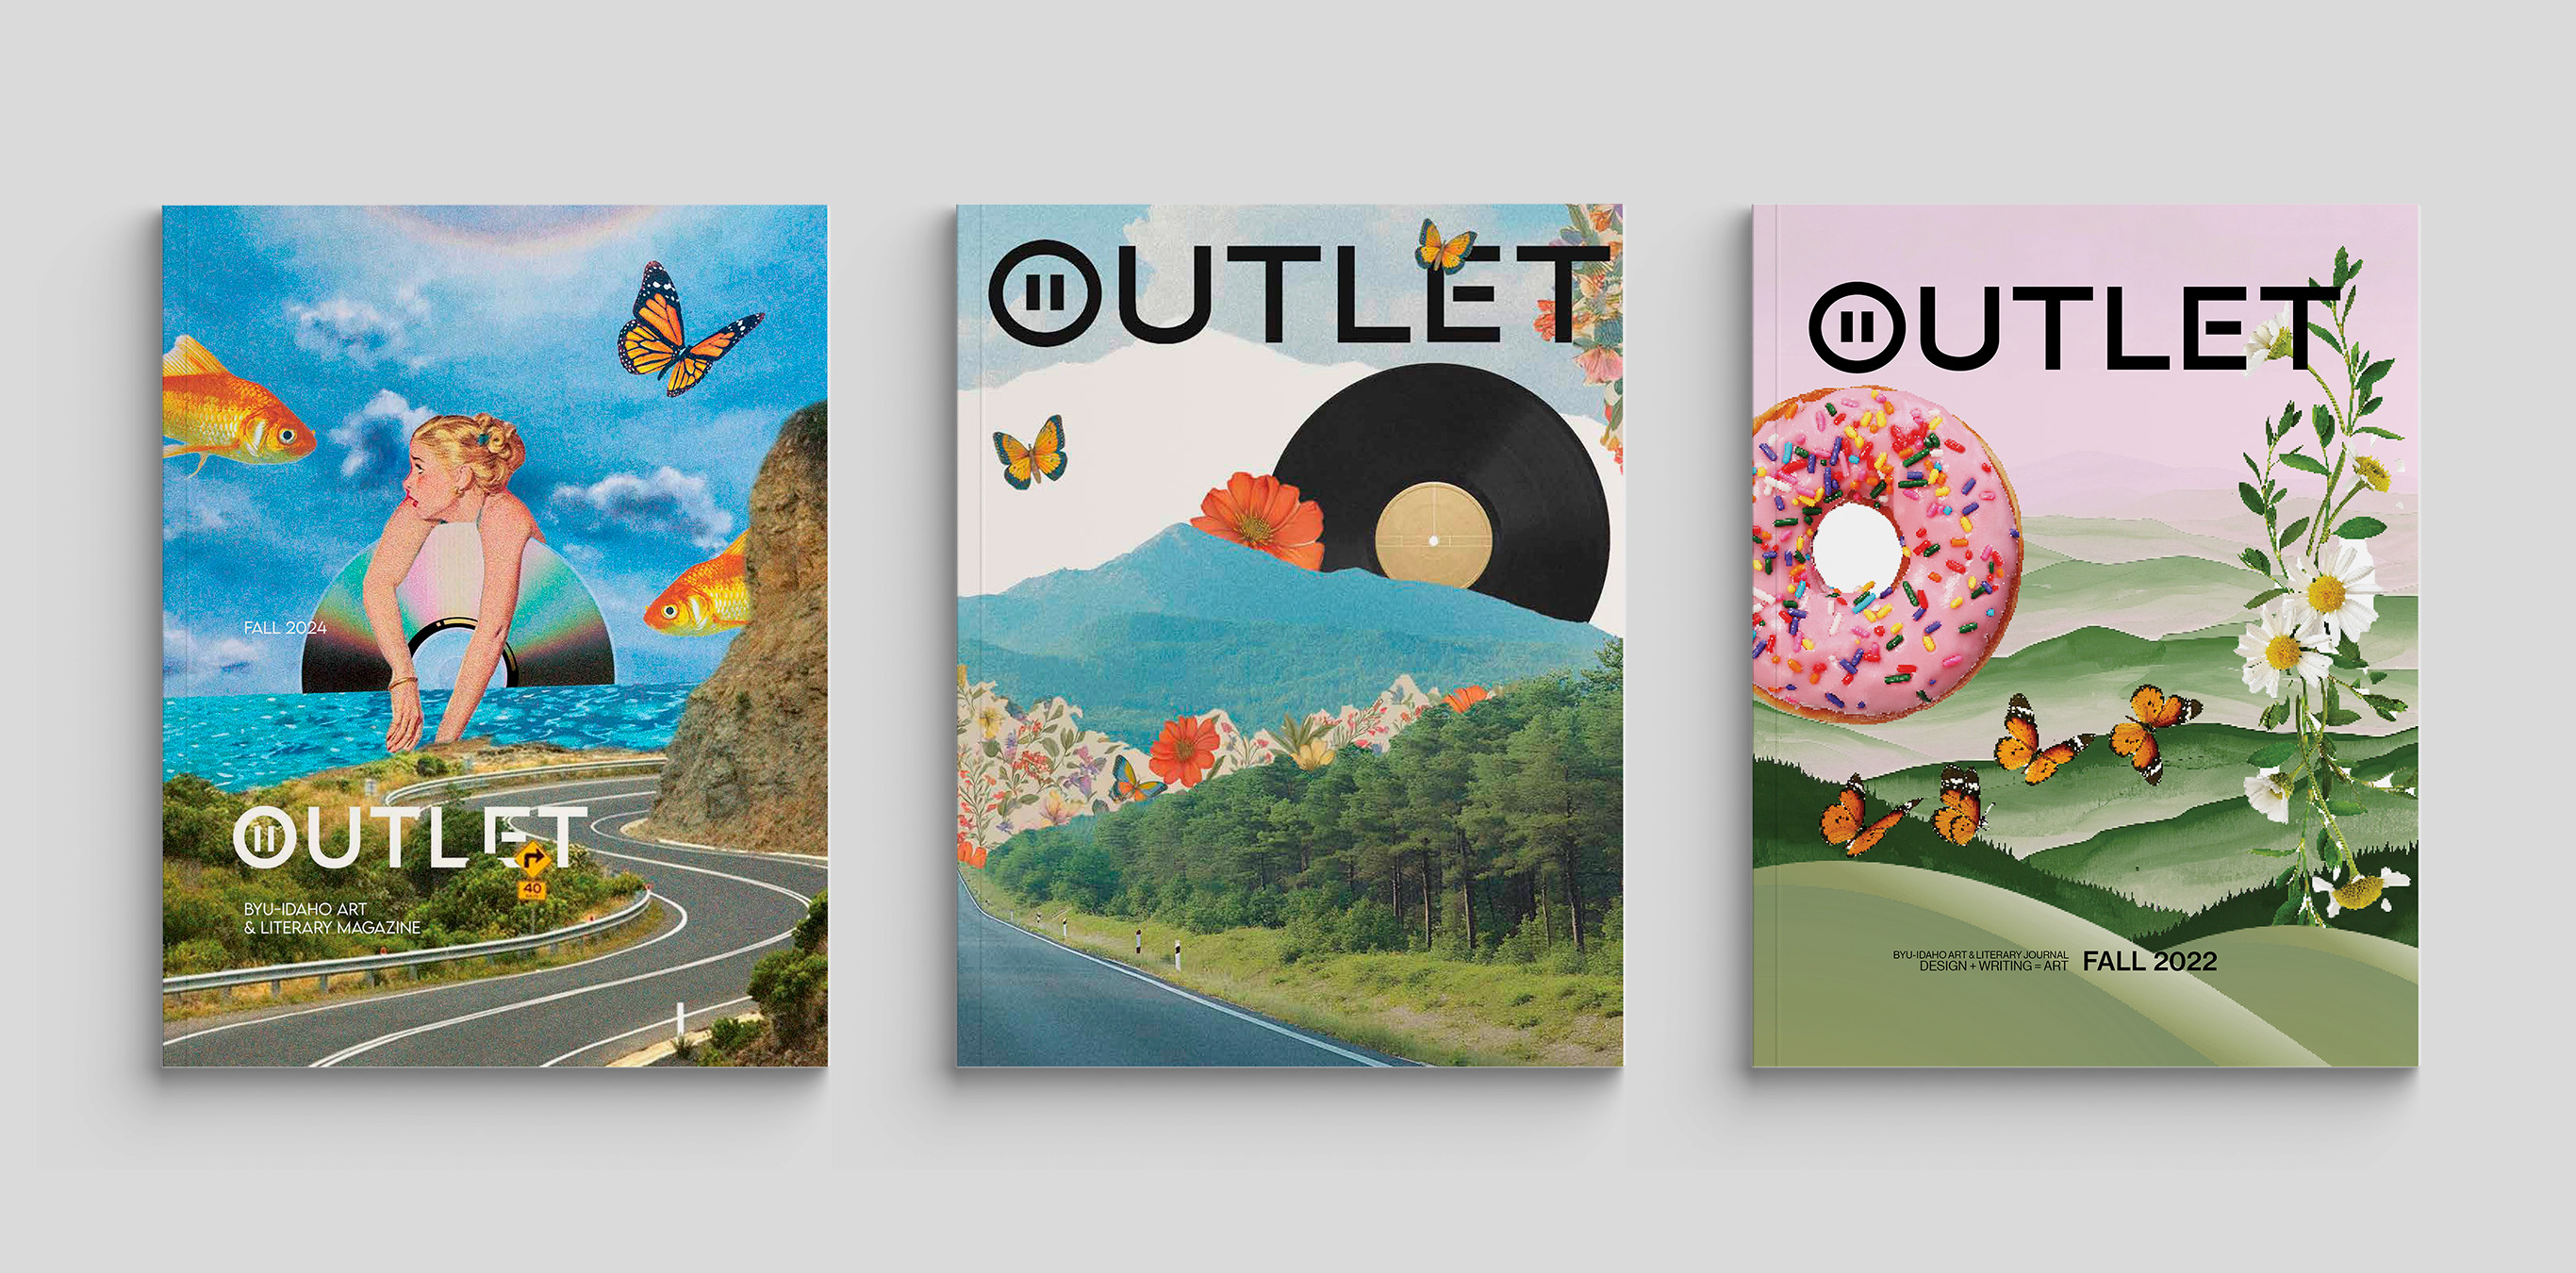 FALL 2024
OUTLET
40
BYU-IDAHO ART
& LITERARY MAGAZINE
OUTLET
OUTLET
BYU-IDAHO ART & LITERARY JOURNAL
DESIGN + WRITING = ART
FALL 2022